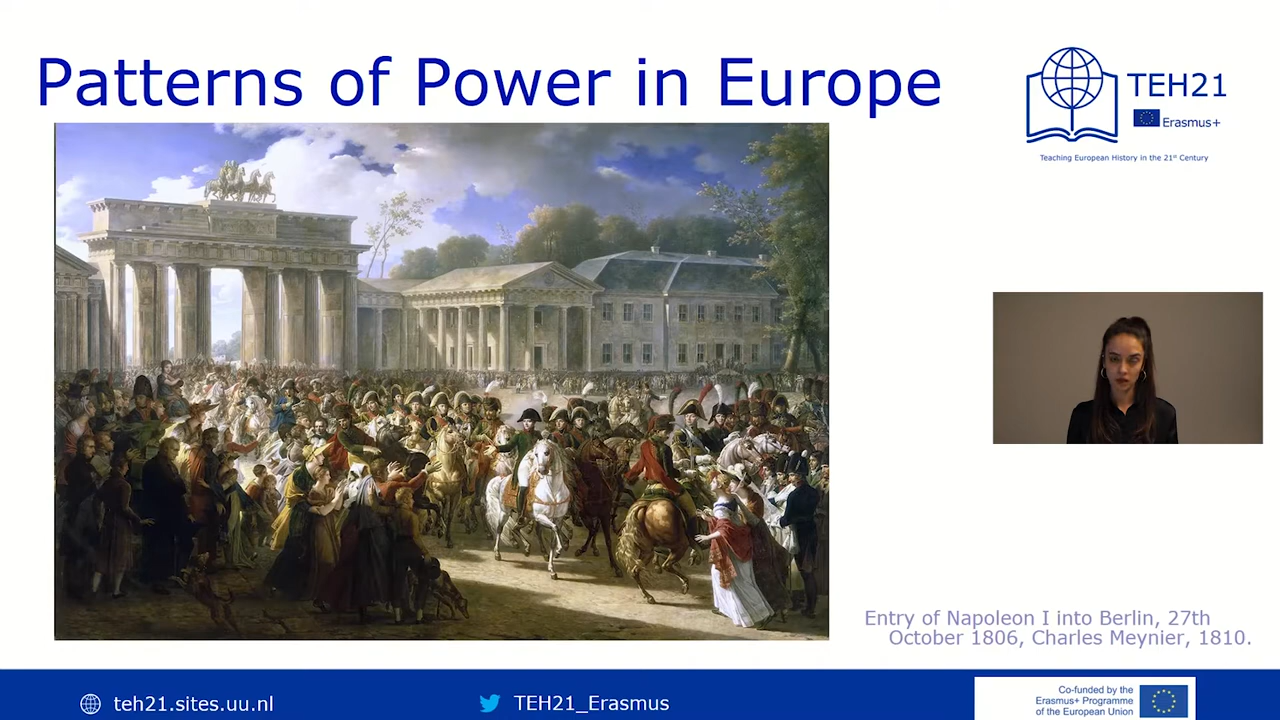 Patterns of Power in Europe
TEH21
Erasmus+
Teaching European History in the 21st Century
Entry of Napoleon I into Berlin, 27th
October 1806, Charles Meynier, 1810.
teh21.sites.uu.nl
TEH21_Erasmus
Co-funded by the
Erasmus+ Programme
of the European Union